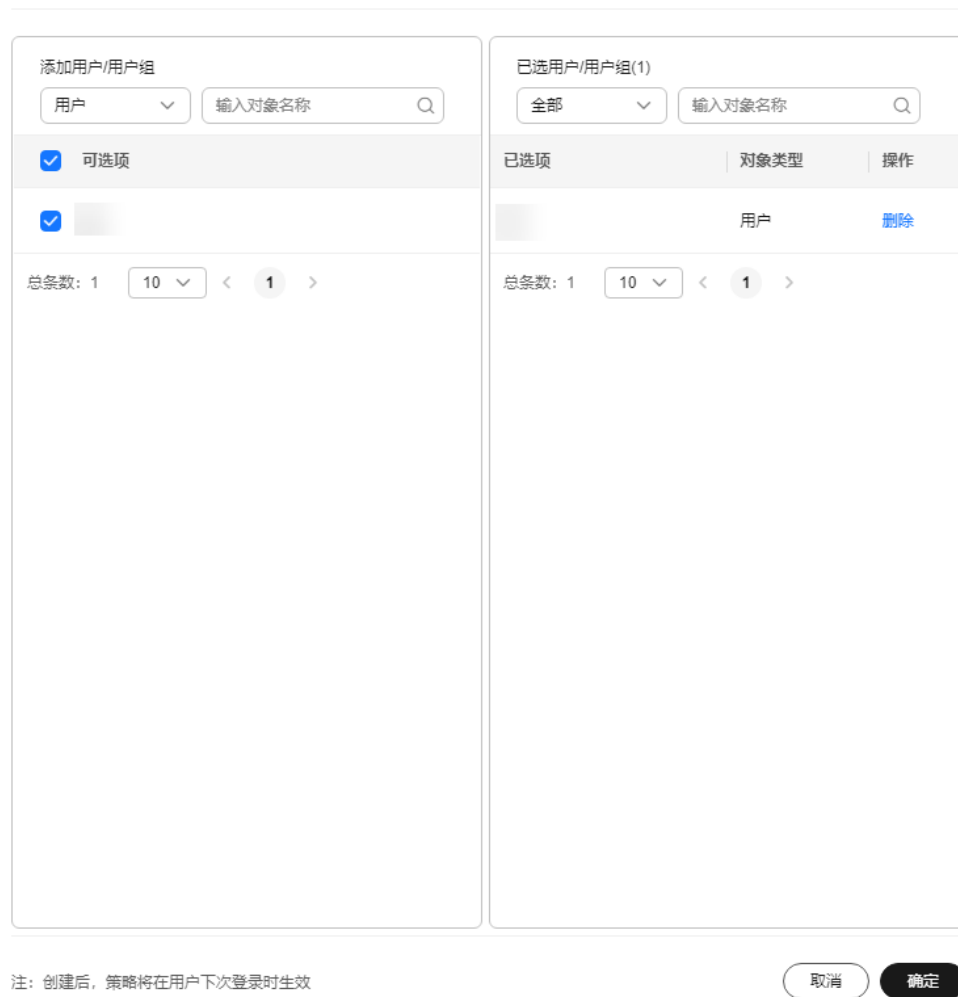 添加用户/用户组
用户
输入对象名称
可选项
总条数：1
10
1
已选用户/用户组(1)
全部
输入对象名称
已选项 对象类型 操作
用户 删除
总条数：1
10
1
注：创建后，策略将在用户下次登录时生效
取消
确定